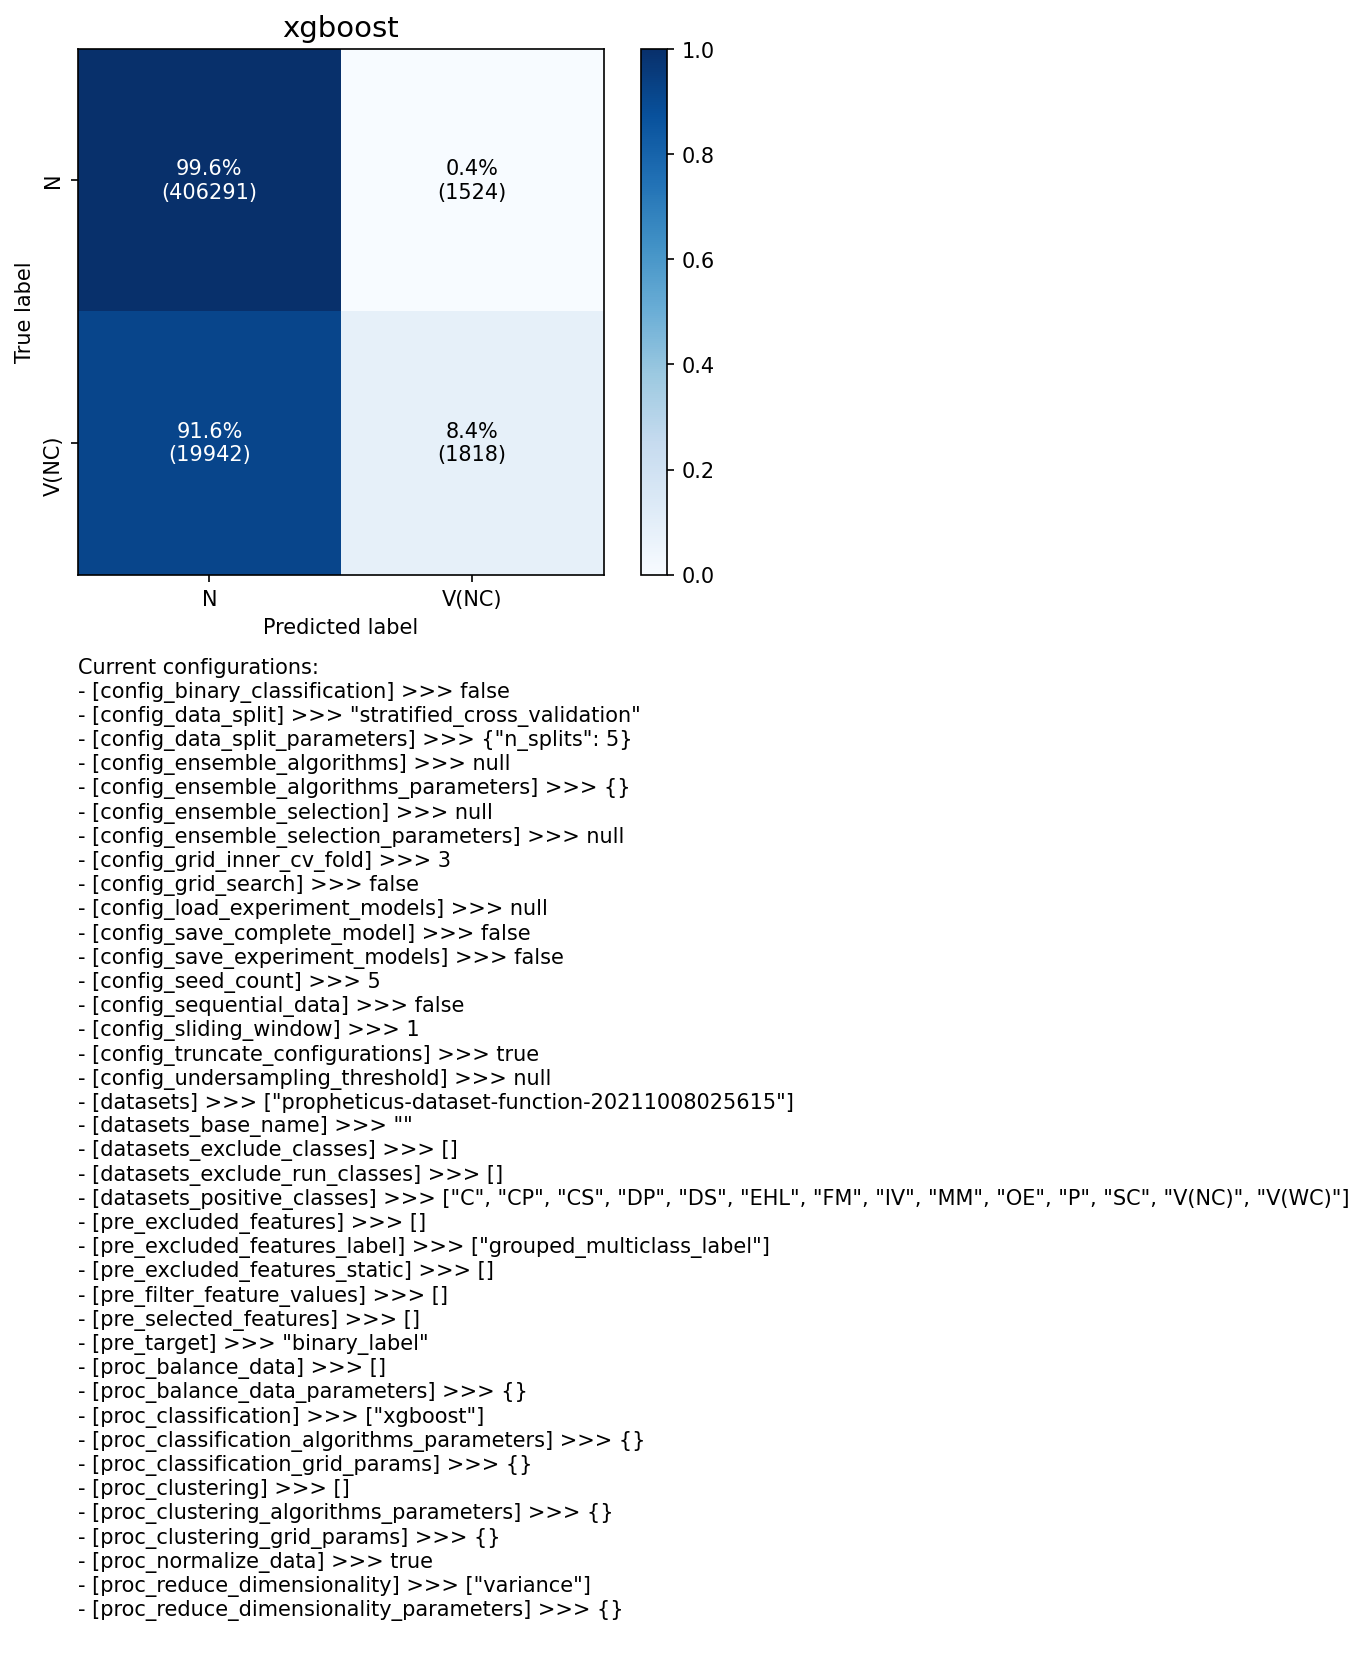 xgboost
1.0
99.6%
(406291)
0.4%
(1524)
N
0.8
0.6
True label
0.4
91.6%
(19942)
8.4%
(1818)
V(NC)
0.2
0.0
N
V(NC)
Predicted label
Current configurations:
- [config_binary_classification] >>> false
- [config_data_split] >>> "stratified_cross_validation"
- [config_data_split_parameters] >>> {"n_splits": 5}
- [config_ensemble_algorithms] >>> null
- [config_ensemble_algorithms_parameters] >>> {}
- [config_ensemble_selection] >>> null
- [config_ensemble_selection_parameters] >>> null
- [config_grid_inner_cv_fold] >>> 3
- [config_grid_search] >>> false
- [config_load_experiment_models] >>> null
- [config_save_complete_model] >>> false
- [config_save_experiment_models] >>> false
- [config_seed_count] >>> 5
- [config_sequential_data] >>> false
- [config_sliding_window] >>> 1
- [config_truncate_configurations] >>> true
- [config_undersampling_threshold] >>> null
- [datasets] >>> ["propheticus-dataset-function-20211008025615"]
- [datasets_base_name] >>> ""
- [datasets_exclude_classes] >>> []
- [datasets_exclude_run_classes] >>> []
- [datasets_positive_classes] >>> ["C", "CP", "CS", "DP", "DS", "EHL", "FM", "IV", "MM", "OE", "P", "SC", "V(NC)", "V(WC)"]
- [pre_excluded_features] >>> []
- [pre_excluded_features_label] >>> ["grouped_multiclass_label"]
- [pre_excluded_features_static] >>> []
- [pre_filter_feature_values] >>> []
- [pre_selected_features] >>> []
- [pre_target] >>> "binary_label"
- [proc_balance_data] >>> []
- [proc_balance_data_parameters] >>> {}
- [proc_classification] >>> ["xgboost"]
- [proc_classification_algorithms_parameters] >>> {}
- [proc_classification_grid_params] >>> {}
- [proc_clustering] >>> []
- [proc_clustering_algorithms_parameters] >>> {}
- [proc_clustering_grid_params] >>> {}
- [proc_normalize_data] >>> true
- [proc_reduce_dimensionality] >>> ["variance"]
- [proc_reduce_dimensionality_parameters] >>> {}